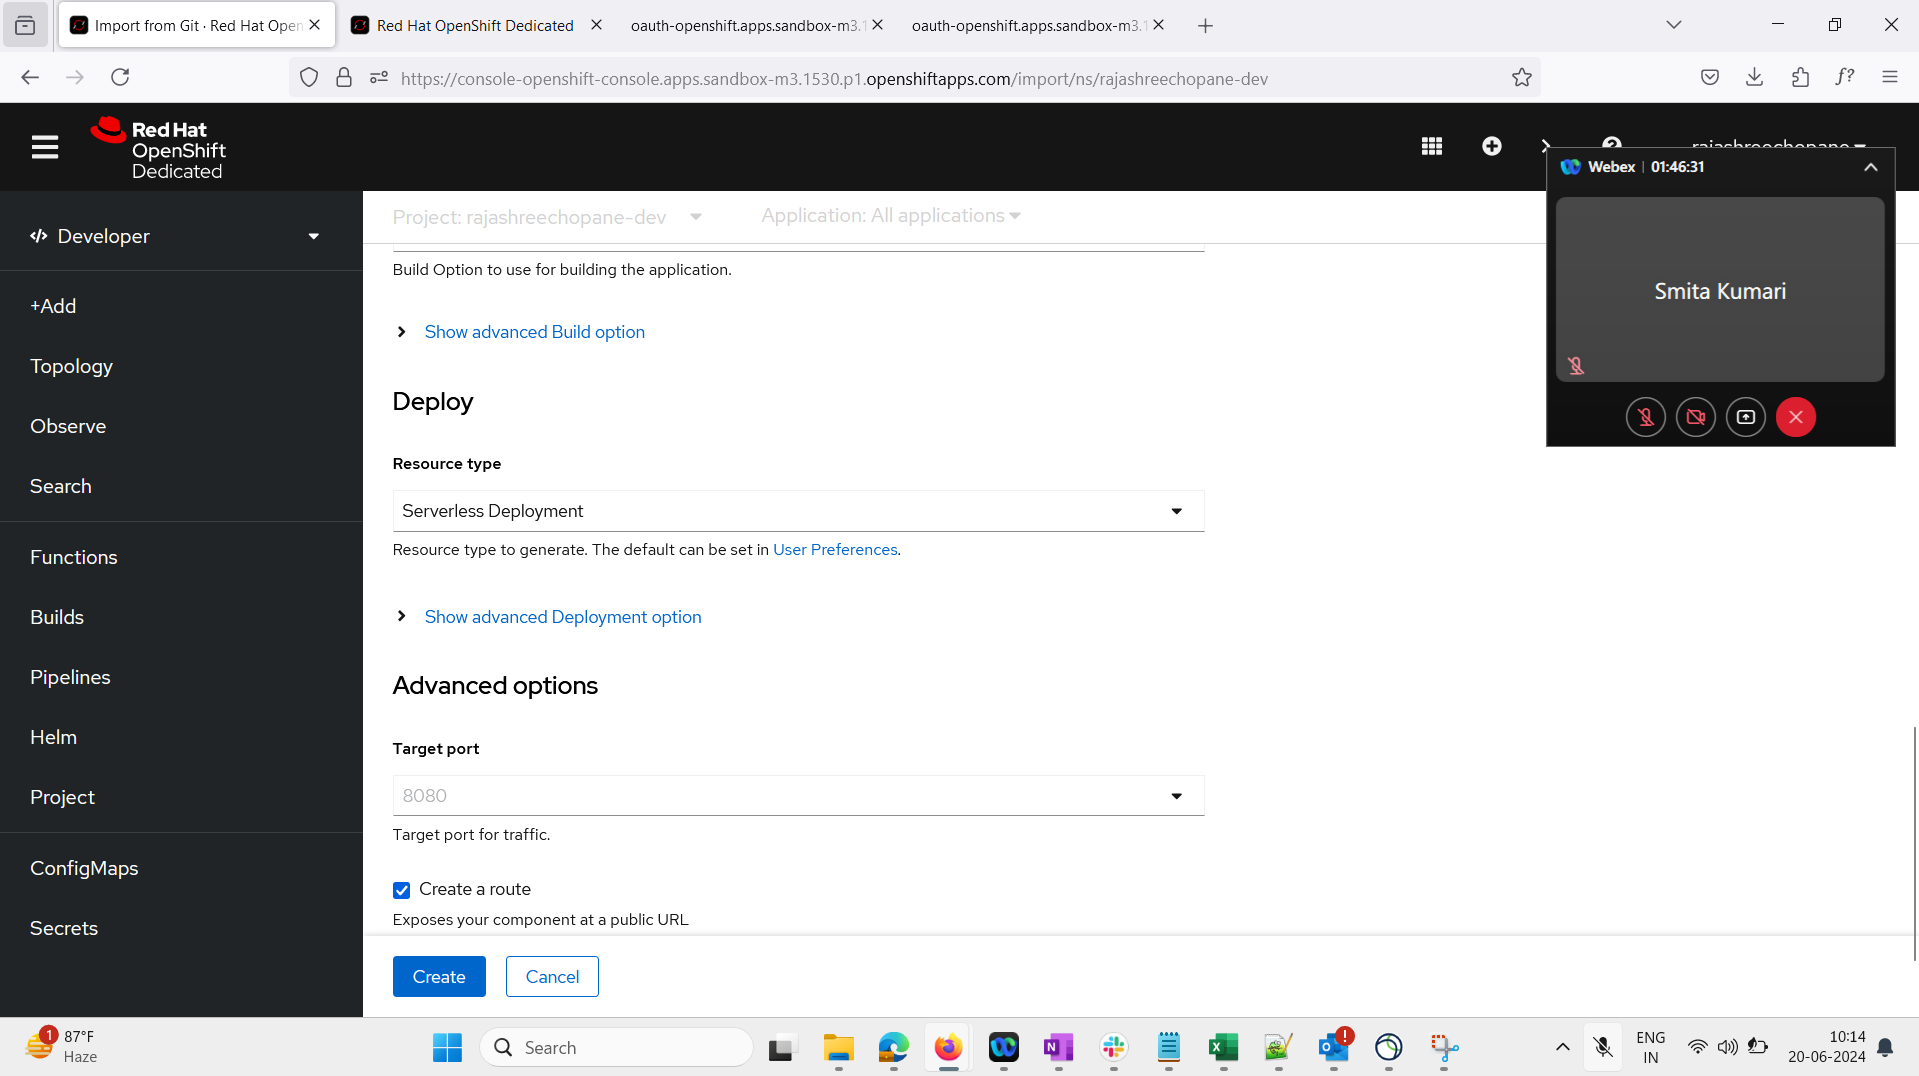 Import from Git · Red Hat Open
Red Hat OpenShift Dedicated
oauth-openshift.apps.sandbox-m3.1
oauth-openshift.apps.sandbox-m3.1
https://console-openshift-console.apps.sandbox-m3.1530.p1.openshiftapps.com/import/ns/rajashreechopane-dev
Red Hat
OpenShift
Dedicated
rajashreechopane
Webex | 01:46:31
Smita Kumari
Developer
+Add
Topology
Observe
Search
Functions
Builds
Pipelines
Helm
Project
ConfigMaps
Secrets
Project: rajashreechopane-dev
Application: All applications
Build Option to use for building the application.
Show advanced Build option
Deploy
Resource type
Serverless Deployment
Resource type to generate. The default can be set in User Preferences.
Show advanced Deployment option
Advanced options
Target port
8080
Target port for traffic.
Create a route
Exposes your component at a public URL
Create
Cancel
1
87°F
Haze
Search
ENG
IN
10:14
20-06-2024